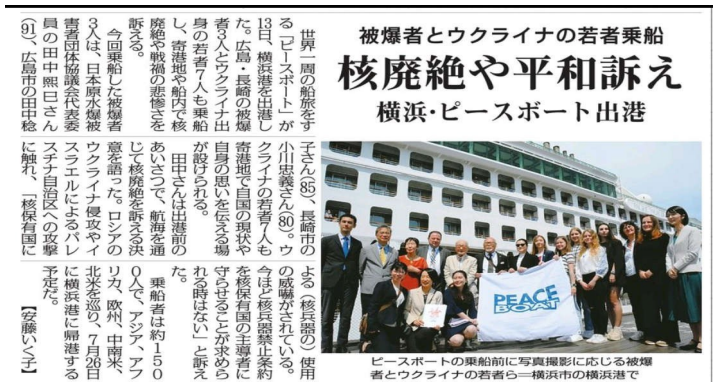 被爆者とウクライナの若者乗船
核廃絶や平和訴え
横浜・ピースボート出港
世界一周の船旅をす
る「ピースボート」が
13日、横浜港を出港し
た。広島・長崎の被爆
者3人とウクライナ出
身の若者7人も乗船
し、寄港地や船内で核
廃絶や戦禍の悲惨さを
訴える。
今回乗船した被爆者
3人は、日本原水爆被
害者団体協議会代表委
員の田中熙巳さん
(91)、広島市の田中稔
子さん(85)、長崎市の
小川忠義さん(80)。ウ
クライナの若者7人も
寄港地で自国の現状や
自身の思いを伝える場
が設けられる。
田中さんは出港前の
あいさつで、航海を通
じて核廃絶を訴える決
意を語った。ロシアの
ウクライナ侵攻やイ
スラエルによるパレ
スチナ自治区への攻撃
に触れ、「核保有国に
よる(核兵器の)使用
の威嚇がされている。
今ほど核兵器禁止条約
を核保有国の主導者に
守らせることが求めら
れる時はない」と訴え
た。
乗船者は約150
0人で、アジア、アフ
リカ、欧州、中南米、
北米を巡り、7月26日
に横浜港に帰港する
予定だ。
【安藤いく子】
PEACE
BOAT
ピースボートの乗船前に写真撮影に応じる被爆
者とウクライナの若者ら=横浜市の横浜港で